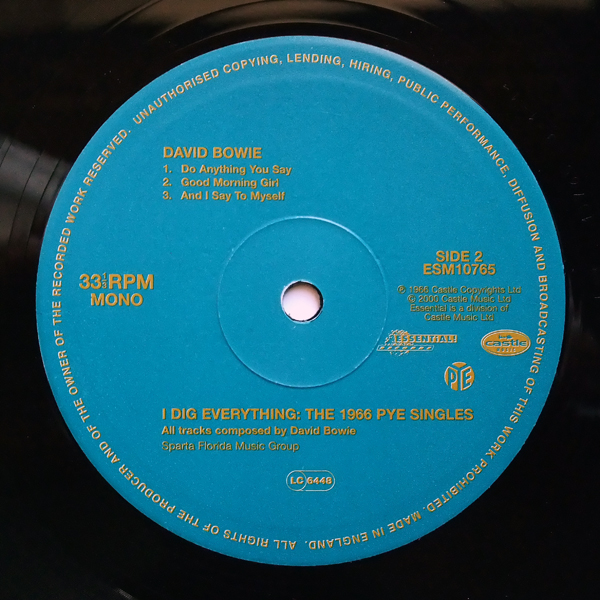 UNAUTHORISED COPYING, LENDING, HIRING, PUBLIC PERFORMANCE, DIFFUSION AND BROADCASTING OF THIS WORK PROHIBITED. MADE IN ENGLAND. ALL RIGHTS OF THE PRODUCER AND OF THE OWNER OF THE RECORDED WORK RESERVED.
DAVID BOWIE
1. Do Anything You Say
2. Good Morning Girl
3. And I Say To Myself
33⅓RPM
MONO
SIDE 2
ESM10765
℗ 1966 Castle Copyrights Ltd
© 2000 Castle Music Ltd
Essential is a division of
Castle Music Ltd
ESSENTIAL!
castle
PYE
I DIG EVERYTHING: THE 1966 PYE SINGLES
All tracks composed by David Bowie
Sparta Florida Music Group
LC 6448